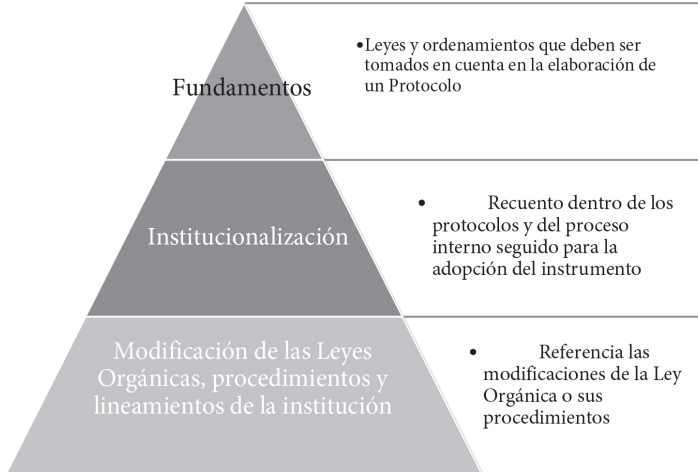 Fundamentos
•Leyes y ordenamientos que deben ser
tomados en cuenta en la elaboración de
un Protocolo
Institucionalización
• Recuento dentro de los
protocolos y del proceso
interno seguido para la
adopción del instrumento
Modificación de las Leyes
Orgánicas, procedimientos y
lineamientos de la institución
• Referencia las
modificaciones de la Ley
Orgánica o sus
procedimientos